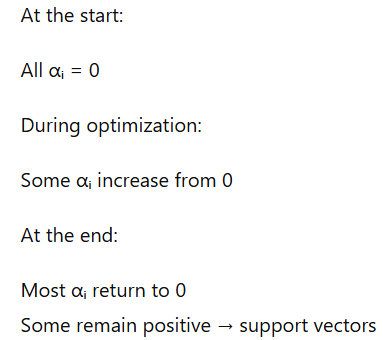 At the start:
All αᵢ = 0
During optimization:
Some αᵢ increase from 0
At the end:
Most αᵢ return to 0
Some remain positive → support vectors